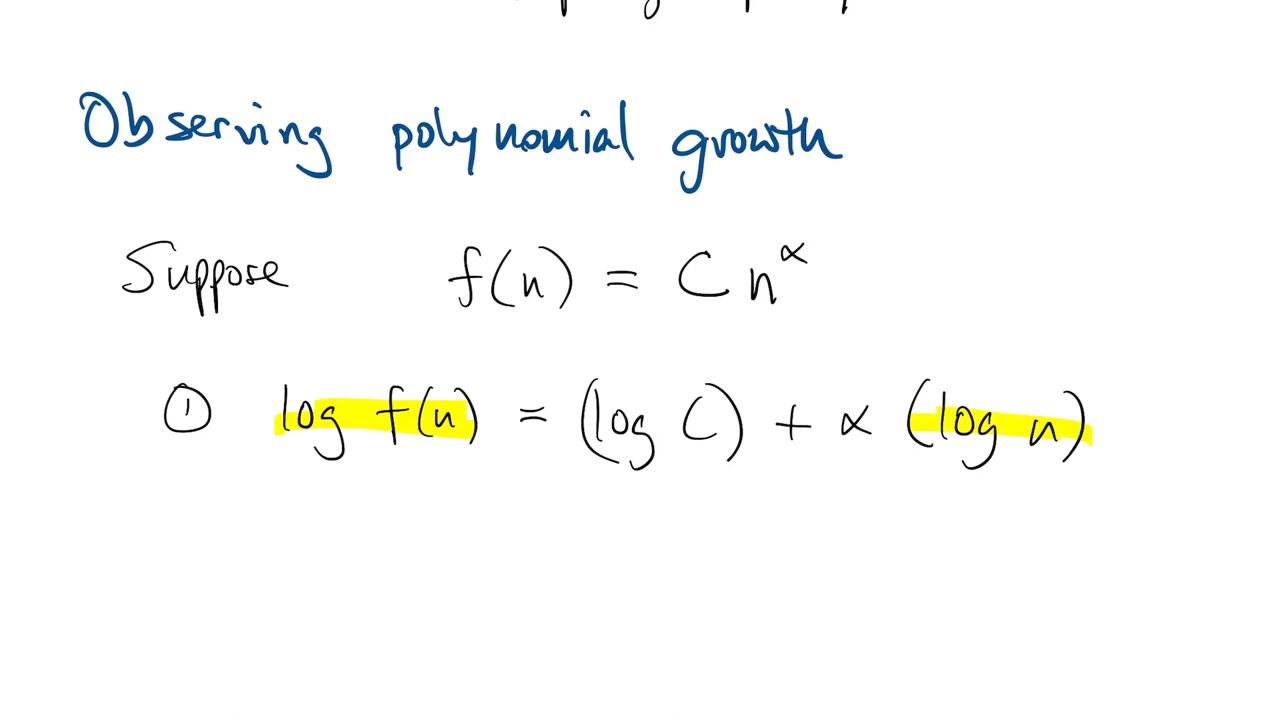 Observing polynomial growth
Suppose f(n) = C n^α
① log f(n) = (log C) + α (log n)